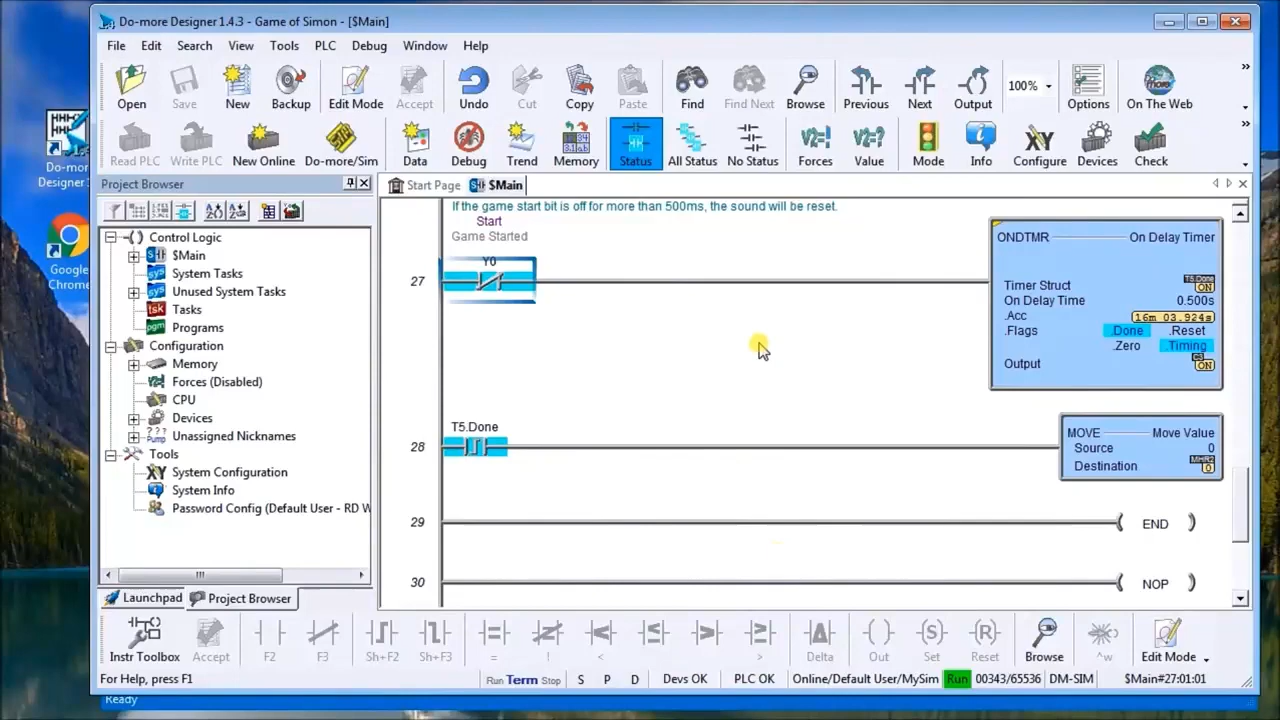 Do-more Designer 1.4.3 - Game of Simon - [$Main]
File Edit Search View Tools PLC Debug Window Help
Open Save New Backup Edit Mode Accept Undo Cut Copy Paste Find Find Next Browse Previous Next Output 100% Options On The Web
Read PLC Write PLC New Online Do-more/Sim Data Debug Trend Memory Status All Status No Status Forces Value Mode Info Configure Devices Check
Do-more
Designer 1
Google
Chrome
Project Browser
Control Logic
$Main
System Tasks
Unused System Tasks
Tasks
Programs
Configuration
Memory
Forces (Disabled)
CPU
Devices
Unassigned Nicknames
Tools
System Configuration
System Info
Password Config (Default User - RD W
Launchpad Project Browser
Start Page $Main
If the game start bit is off for more than 500ms, the sound will be reset.
Start
Game Started
Y0
27
ONDTMR On Delay Timer
Timer Struct T5.Done ON
On Delay Time 0.500s
.Acc 16m 03.924s
.Flags .Done .Reset
.Zero .Timing
Output ON
T5.Done
28
MOVE Move Value
Source 0
Destination MHR2 0
29 END
30 NOP
Instr Toolbox Accept F2 F3 Sh+F2 Sh+F3 = ! < > Delta Out Set Reset Browse ^w Edit Mode
For Help, press F1 Run Term Stop S P D Devs OK PLC OK Online/Default User/MySim Run 00343/65536 DM-SIM $Main#27:01:01
Ready